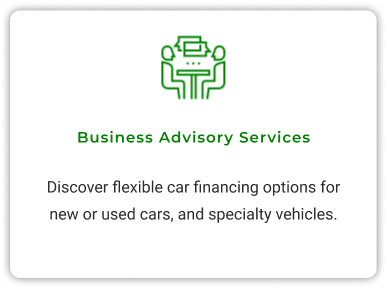 Business Advisory Services
Discover flexible car financing options for
new or used cars, and specialty vehicles.